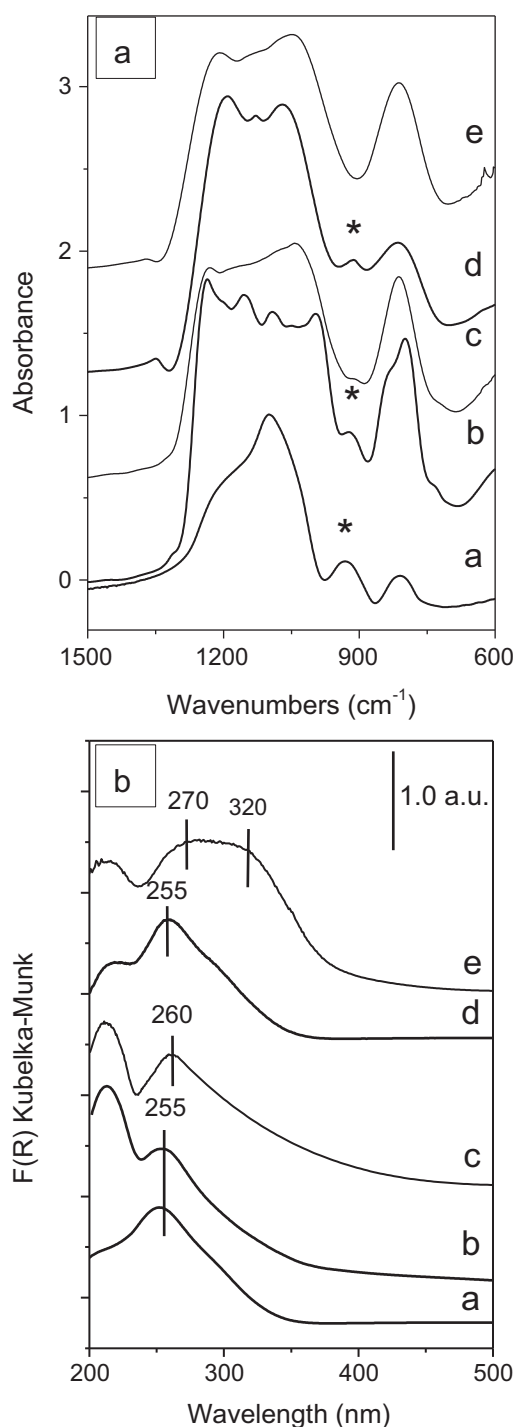 a
3
e
*
2
d
c
*
Absorbance
1
b
*
a
0
1500 1200 900 600
Wavenumbers (cm⁻¹)
b
270 320
1.0 a.u.
255
e
d
260
F(R) Kubelka-Munk
255
c
b
a
200 300 400 500
Wavelength (nm)